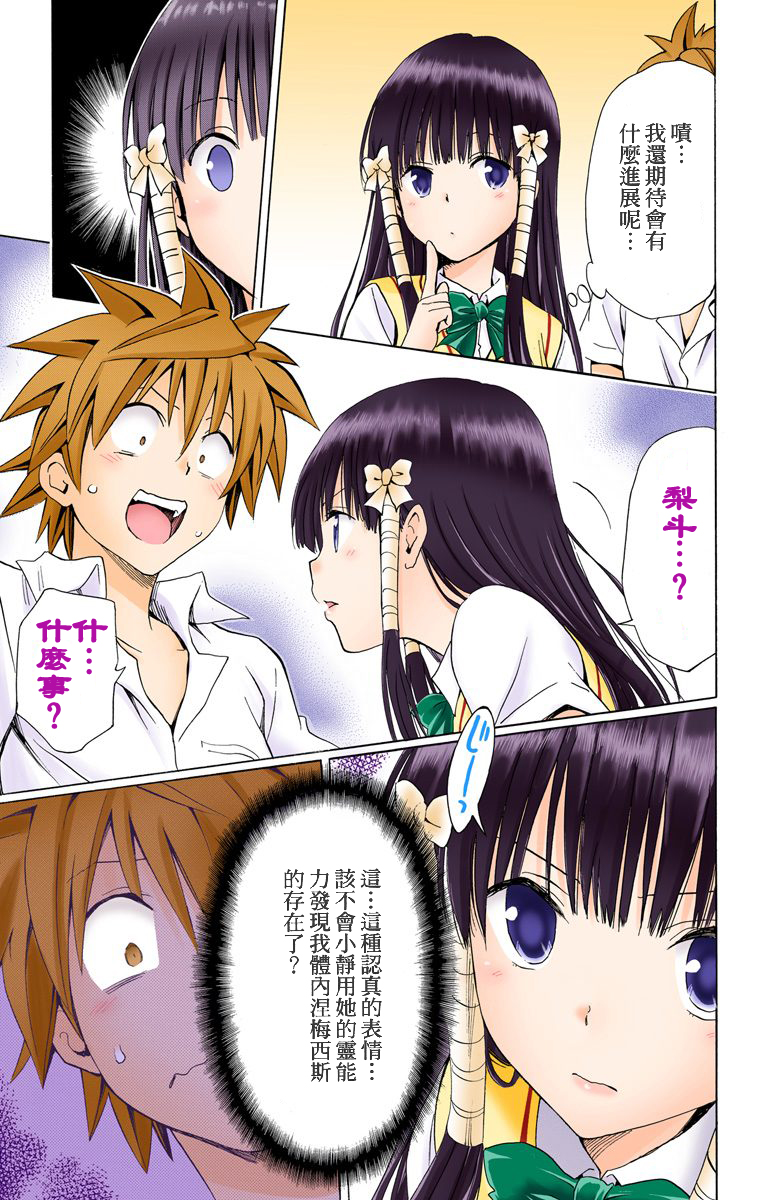 嘖…
我還期待會有
什麼進展呢…
梨斗…?
什…
什麼事?
じーっ
這…這種認真的表情…
該不會小靜用她的靈能
力發現我體內涅梅西斯
的存在了?